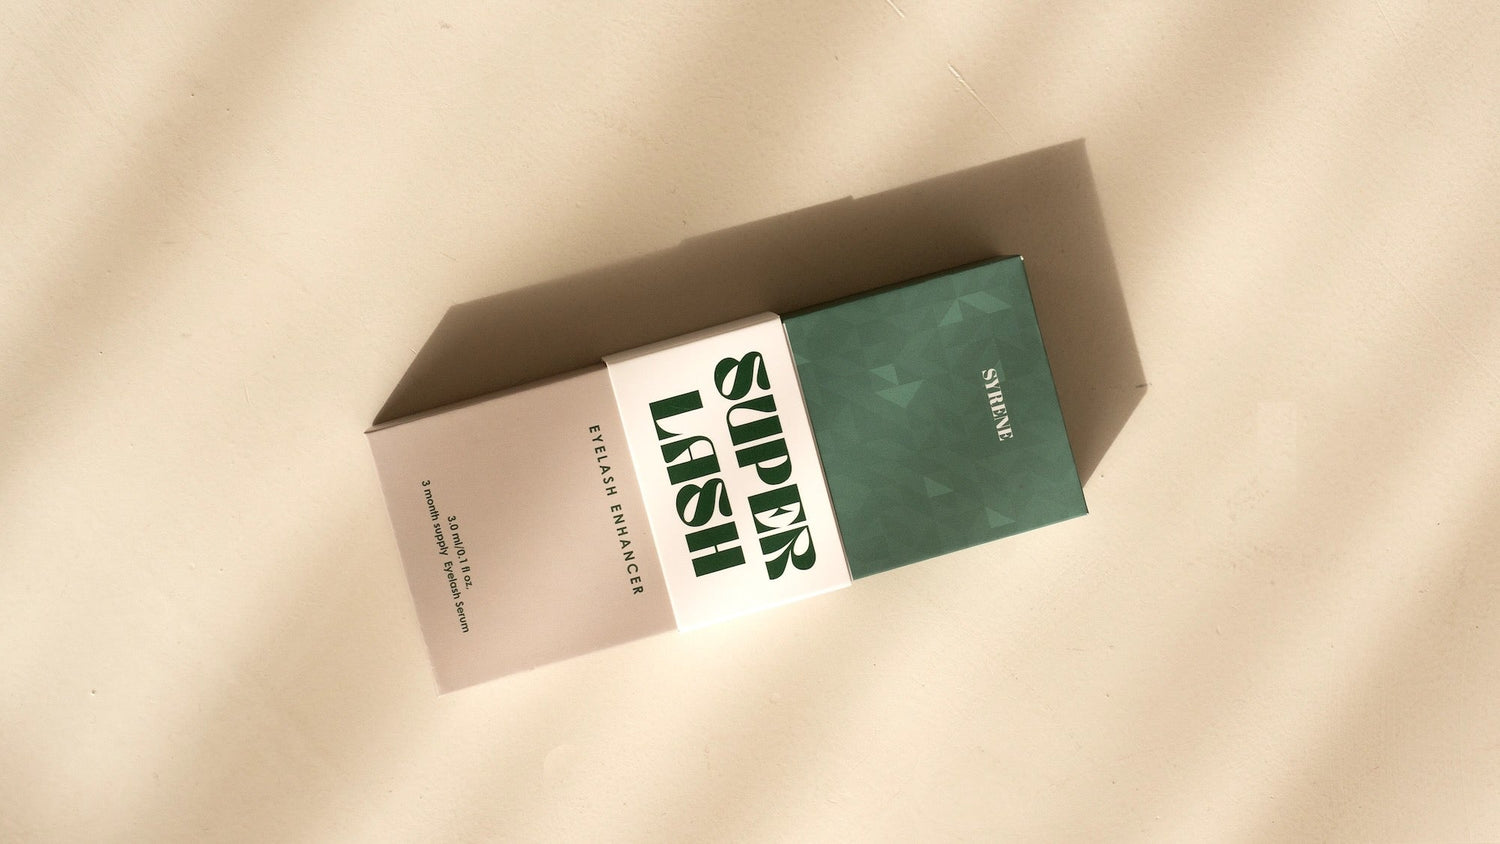 SYRENE
SUPER
LASH
EYELASH ENHANCER
3.0 ml/0.1 fl oz.
3 month supply Eyelash Serum